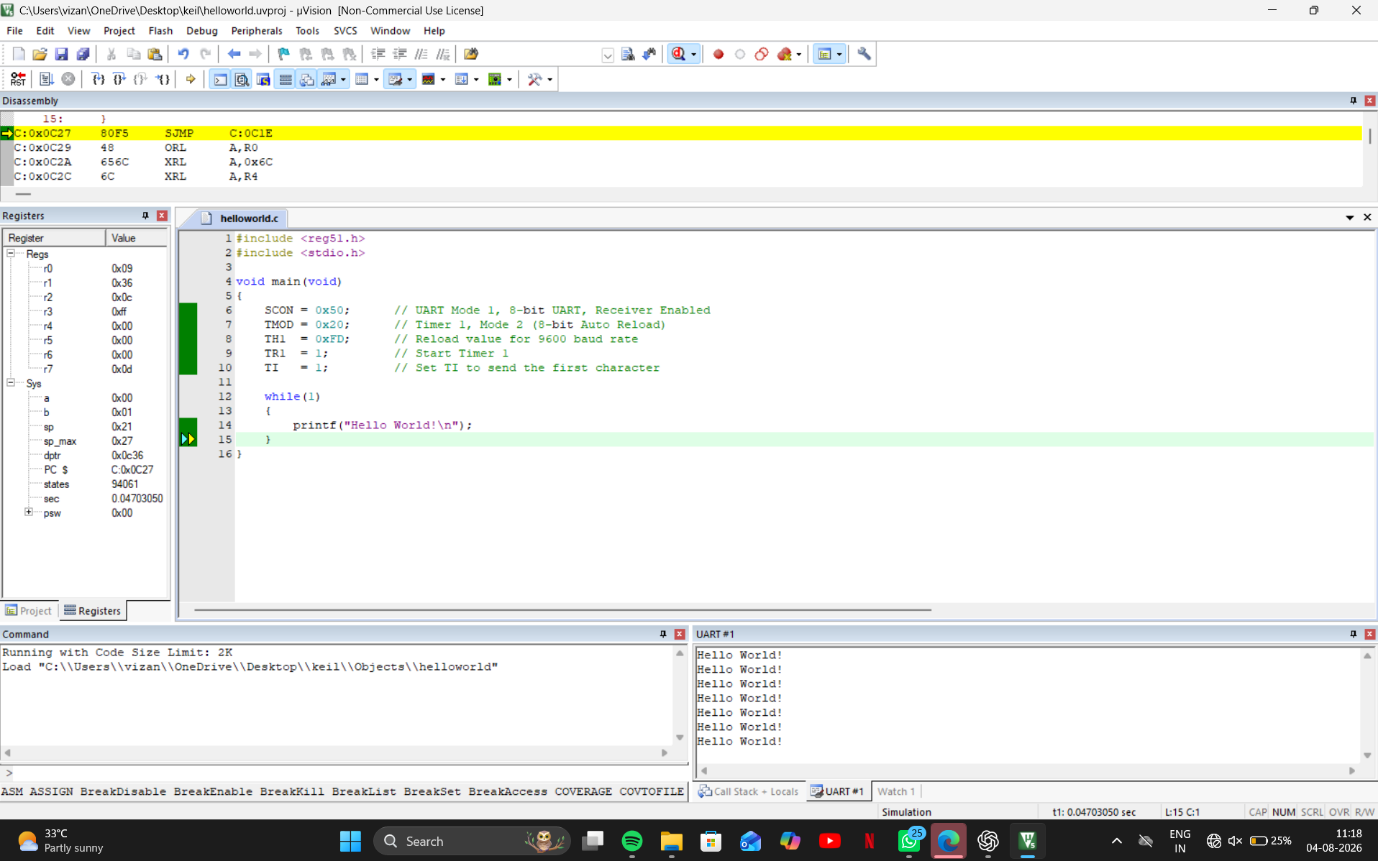 C:\Users\vizan\OneDrive\Desktop\keil\helloworld.uvproj - µVision [Non-Commercial Use License]
File Edit View Project Flash Debug Peripherals Tools SVCS Window Help
RST
Disassembly
15: }
C:0x0C27 80F5 SJMP C:0C1E
C:0x0C29 48 ORL A,R0
C:0x0C2A 656C XRL A,0x6C
C:0x0C2C 6C XRL A,R4
Registers
Register Value
Regs
r0 0x09
r1 0x36
r2 0x0c
r3 0xff
r4 0x00
r5 0x00
r6 0x00
r7 0x0d
Sys
a 0x00
b 0x01
sp 0x21
sp_max 0x27
dptr 0x0c36
PC $ C:0x0C27
states 94061
sec 0.04703050
psw 0x00
Project Registers
helloworld.c
1 #include <reg51.h>
2 #include <stdio.h>
3
4 void main(void)
5 {
6 SCON = 0x50; // UART Mode 1, 8-bit UART, Receiver Enabled
7 TMOD = 0x20; // Timer 1, Mode 2 (8-bit Auto Reload)
8 TH1 = 0xFD; // Reload value for 9600 baud rate
9 TR1 = 1; // Start Timer 1
10 TI = 1; // Set TI to send the first character
11
12 while(1)
13 {
14 printf("Hello World!\n");
15 }
16 }
Command
Running with Code Size Limit: 2K
Load "C:\\Users\\vizan\\OneDrive\\Desktop\\keil\\Objects\\helloworld"
>
ASM ASSIGN BreakDisable BreakEnable BreakKill BreakList BreakSet BreakAccess COVERAGE COVTOFILE
UART #1
Hello World!
Hello World!
Hello World!
Hello World!
Hello World!
Hello World!
Hello World!
Call Stack + Locals UART #1 Watch 1
Simulation t1: 0.04703050 sec L:15 C:1 CAP NUM SCRL OVR R/W
33°C
Partly sunny
Search
25
ENG
IN
25%
11:18
04-08-2026